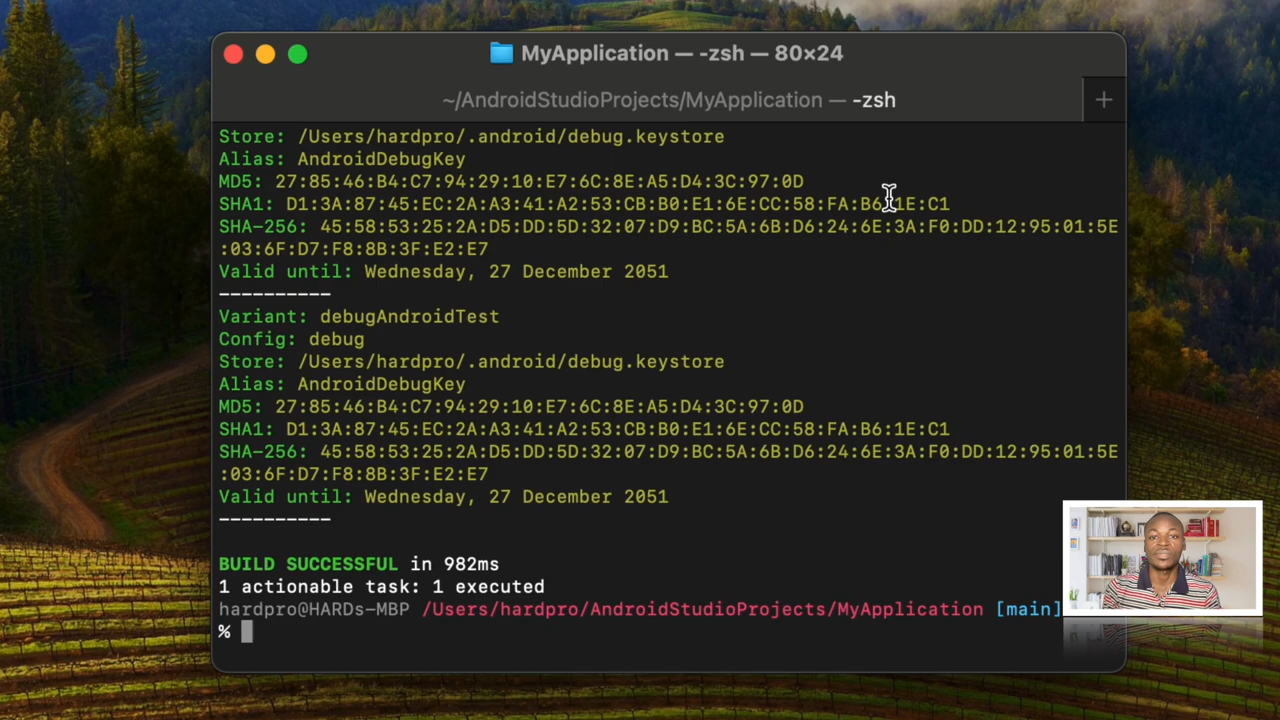 MyApplication — -zsh — 80×24
~/AndroidStudioProjects/MyApplication — -zsh
Store: /Users/hardpro/.android/debug.keystore
Alias: AndroidDebugKey
MD5: 27:85:46:B4:C7:94:29:10:E7:6C:8E:A5:D4:3C:97:0D
SHA1: D1:3A:87:45:EC:2A:A3:41:A2:53:CB:B0:E1:6E:CC:58:FA:B6:1E:C1
SHA-256: 45:58:53:25:2A:D5:DD:5D:32:07:D9:BC:5A:6B:D6:24:6E:3A:F0:DD:12:95:01:5E
:03:6F:D7:F8:8B:3F:E2:E7
Valid until: Wednesday, 27 December 2051
----------
Variant: debugAndroidTest
Config: debug
Store: /Users/hardpro/.android/debug.keystore
Alias: AndroidDebugKey
MD5: 27:85:46:B4:C7:94:29:10:E7:6C:8E:A5:D4:3C:97:0D
SHA1: D1:3A:87:45:EC:2A:A3:41:A2:53:CB:B0:E1:6E:CC:58:FA:B6:1E:C1
SHA-256: 45:58:53:25:2A:D5:DD:5D:32:07:D9:BC:5A:6B:D6:24:6E:3A:F0:DD:12:95:01:5E
:03:6F:D7:F8:8B:3F:E2:E7
Valid until: Wednesday, 27 December 2051
----------
BUILD SUCCESSFUL in 982ms
1 actionable task: 1 executed
hardpro@HARDs-MBP /Users/hardpro/AndroidStudioProjects/MyApplication [main]
%